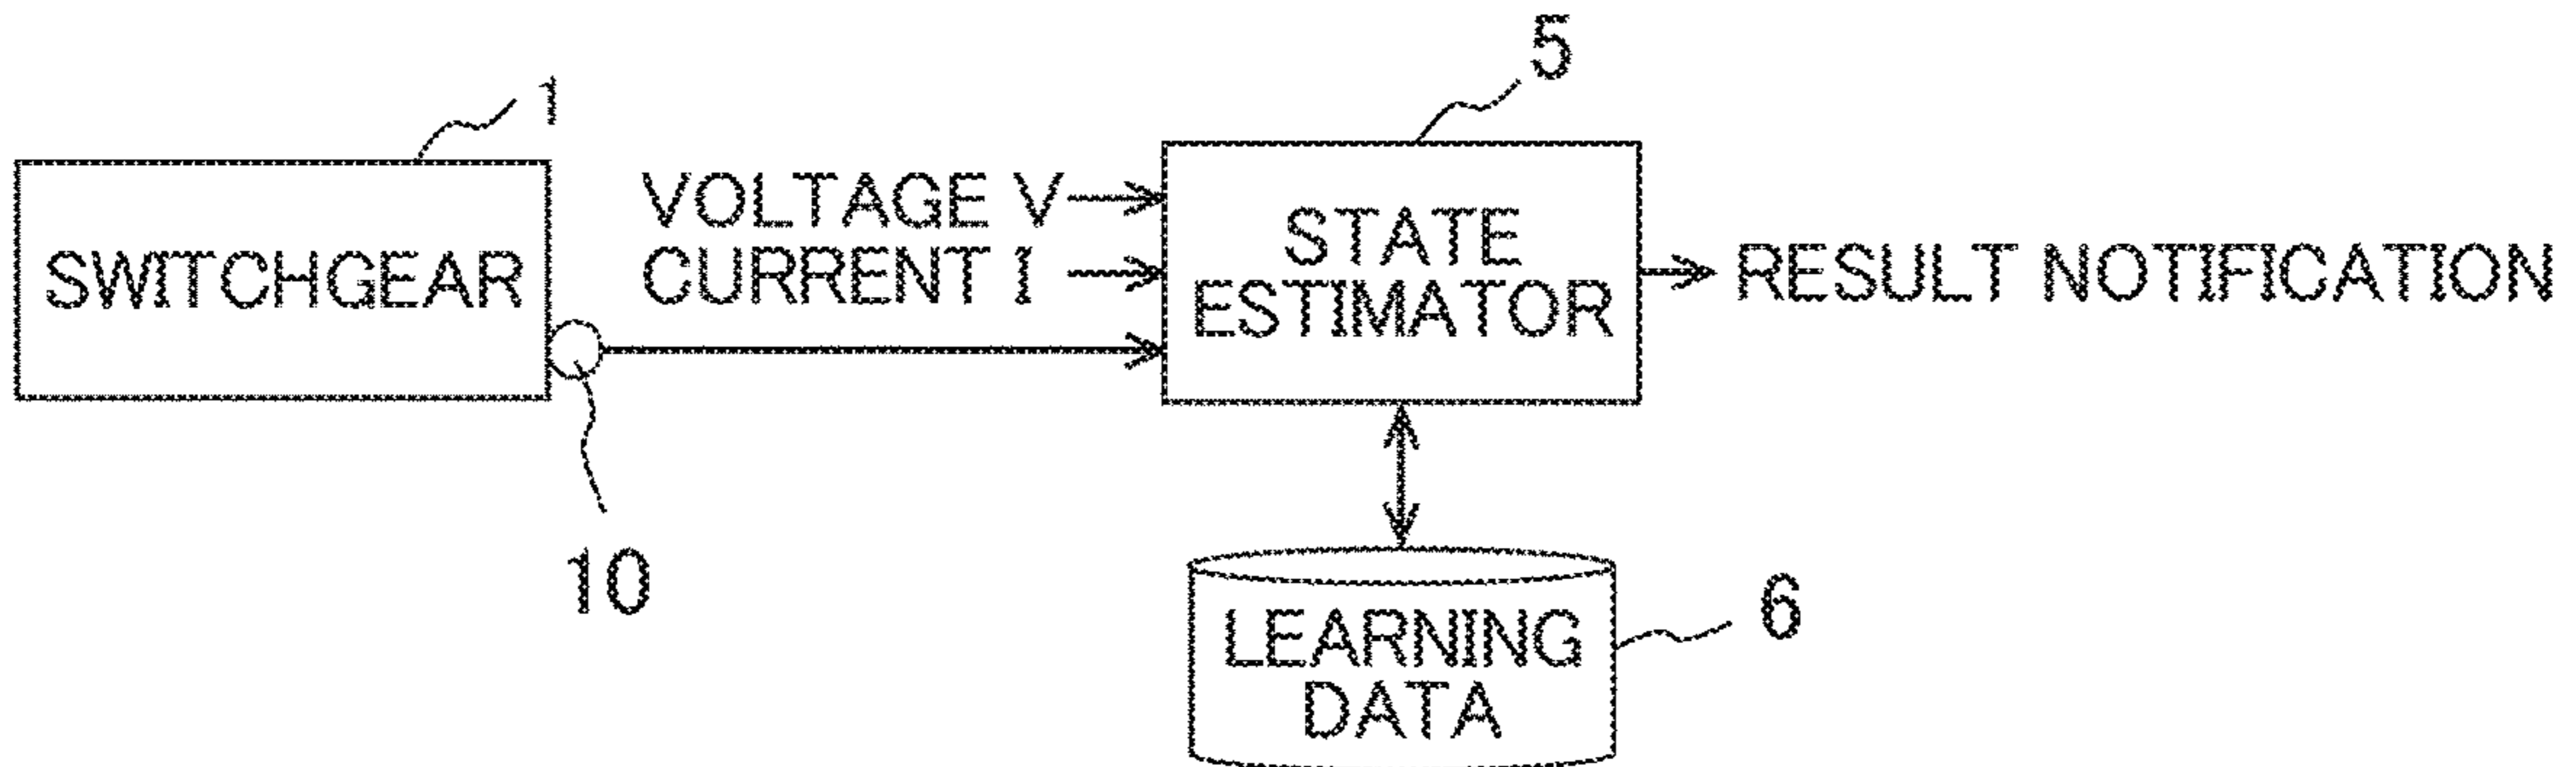 1
5
SWITCHGEAR
VOLTAGE V
CURRENT I
STATE
ESTIMATOR
RESULT NOTIFICATION
10
LEARNING
DATA
6